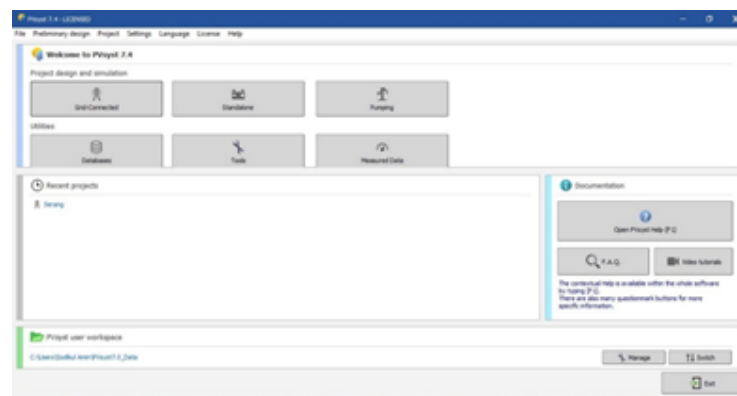 PVsyst 7.4 - LICENSED
File Preliminary design Project Settings Language License Help
Welcome to PVsyst 7.4
Project design and simulation
Grid-Connected Standalone Pumping
Utilities
Databases Tools Measured Data
Recent projects
Serang
Documentation
Open PVsyst Help (F1)
F.A.Q. Video tutorials
The contextual Help is available within the whole software
by typing [F1].
There are also many questionmark buttons for more
specific information.
PVsyst user workspace
Manage Switch
Exit